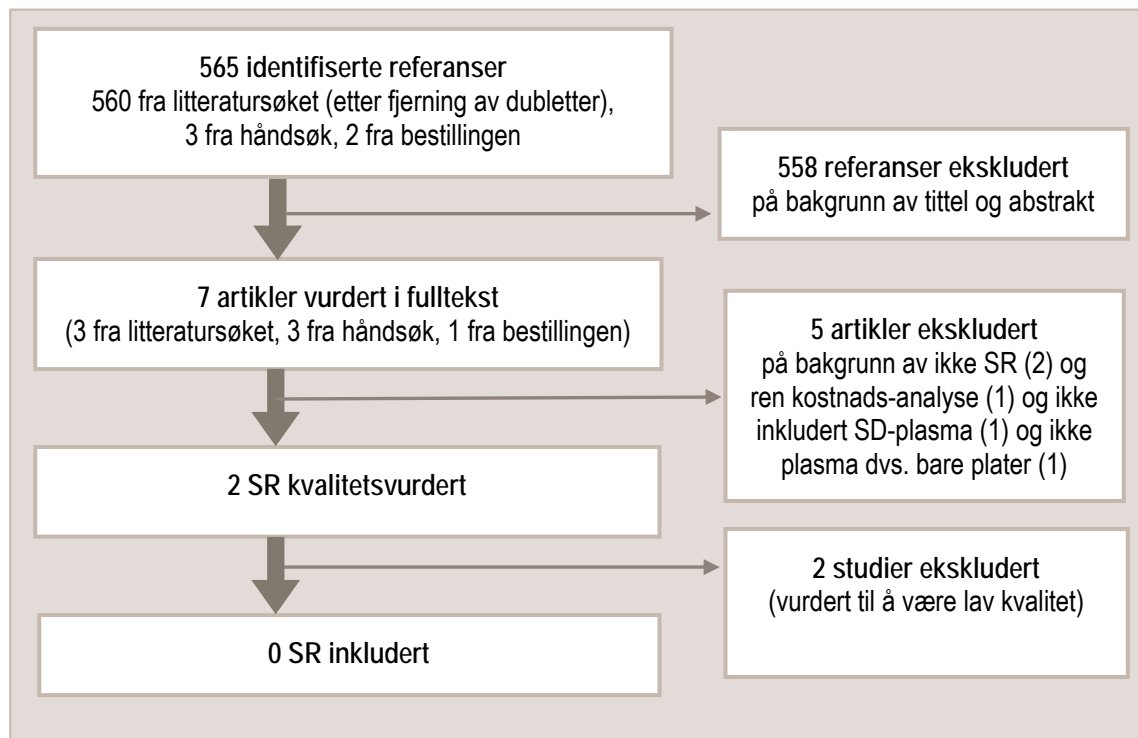 565 identifiserte referanser
560 fra litteratursøket (etter fjerning av dubletter),
3 fra håndsøk, 2 fra bestillingen
558 referanser ekskludert
på bakgrunn av tittel og abstrakt
7 artikler vurdert i fulltekst
(3 fra litteratursøket, 3 fra håndsøk, 1 fra bestillingen)
5 artikler ekskludert
på bakgrunn av ikke SR (2) og
ren kostnads-analyse (1) og ikke
inkludert SD-plasma (1) og ikke
plasma dvs. bare plater (1)
2 SR kvalitetsvurdert
2 studier ekskludert
(vurdert til å være lav kvalitet)
0 SR inkludert